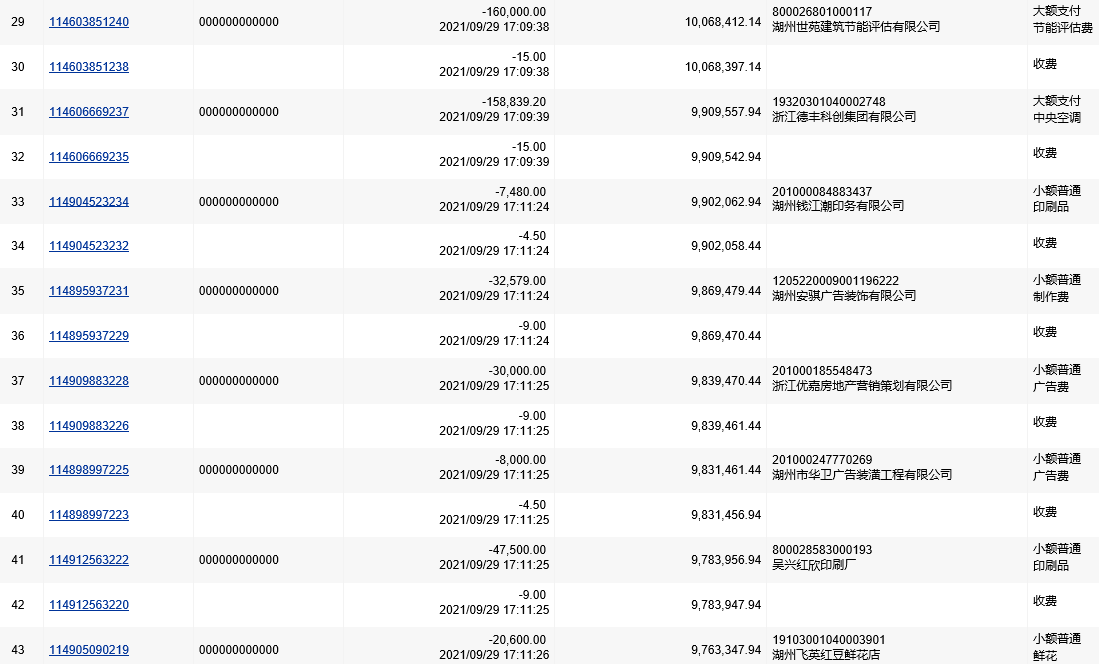 29 114603851240 000000000000 -160,000.00 10,068,412.14 800026801000117 大额支付
2021/09/29 17:09:38 湖州世苑建筑节能评估有限公司 节能评估费
30 114603851238 -15.00 10,068,397.14 收费
2021/09/29 17:09:38
31 114606669237 000000000000 -158,839.20 9,909,557.94 19320301040002748 大额支付
2021/09/29 17:09:39 浙江德丰科创集团有限公司 中央空调
32 114606669235 -15.00 9,909,542.94 收费
2021/09/29 17:09:39
33 114904523234 000000000000 -7,480.00 9,902,062.94 201000084883437 小额普通
2021/09/29 17:11:24 湖州钱江潮印务有限公司 印刷品
34 114904523232 -4.50 9,902,058.44 收费
2021/09/29 17:11:24
35 114895937231 000000000000 -32,579.00 9,869,479.44 1205220009001196222 小额普通
2021/09/29 17:11:24 湖州安骐广告装饰有限公司 制作费
36 114895937229 -9.00 9,869,470.44 收费
2021/09/29 17:11:24
37 114909883228 000000000000 -30,000.00 9,839,470.44 201000185548473 小额普通
2021/09/29 17:11:25 浙江优嘉房地产营销策划有限公司 广告费
38 114909883226 -9.00 9,839,461.44 收费
2021/09/29 17:11:25
39 114898997225 000000000000 -8,000.00 9,831,461.44 201000247770269 小额普通
2021/09/29 17:11:25 湖州市华卫广告装潢工程有限公司 广告费
40 114898997223 -4.50 9,831,456.94 收费
2021/09/29 17:11:25
41 114912563222 000000000000 -47,500.00 9,783,956.94 800028583000193 小额普通
2021/09/29 17:11:25 吴兴红欣印刷厂 印刷品
42 114912563220 -9.00 9,783,947.94 收费
2021/09/29 17:11:25
43 114905090219 000000000000 -20,600.00 9,763,347.94 19103001040003901 小额普通
2021/09/29 17:11:26 湖州飞英红豆鲜花店 鲜花